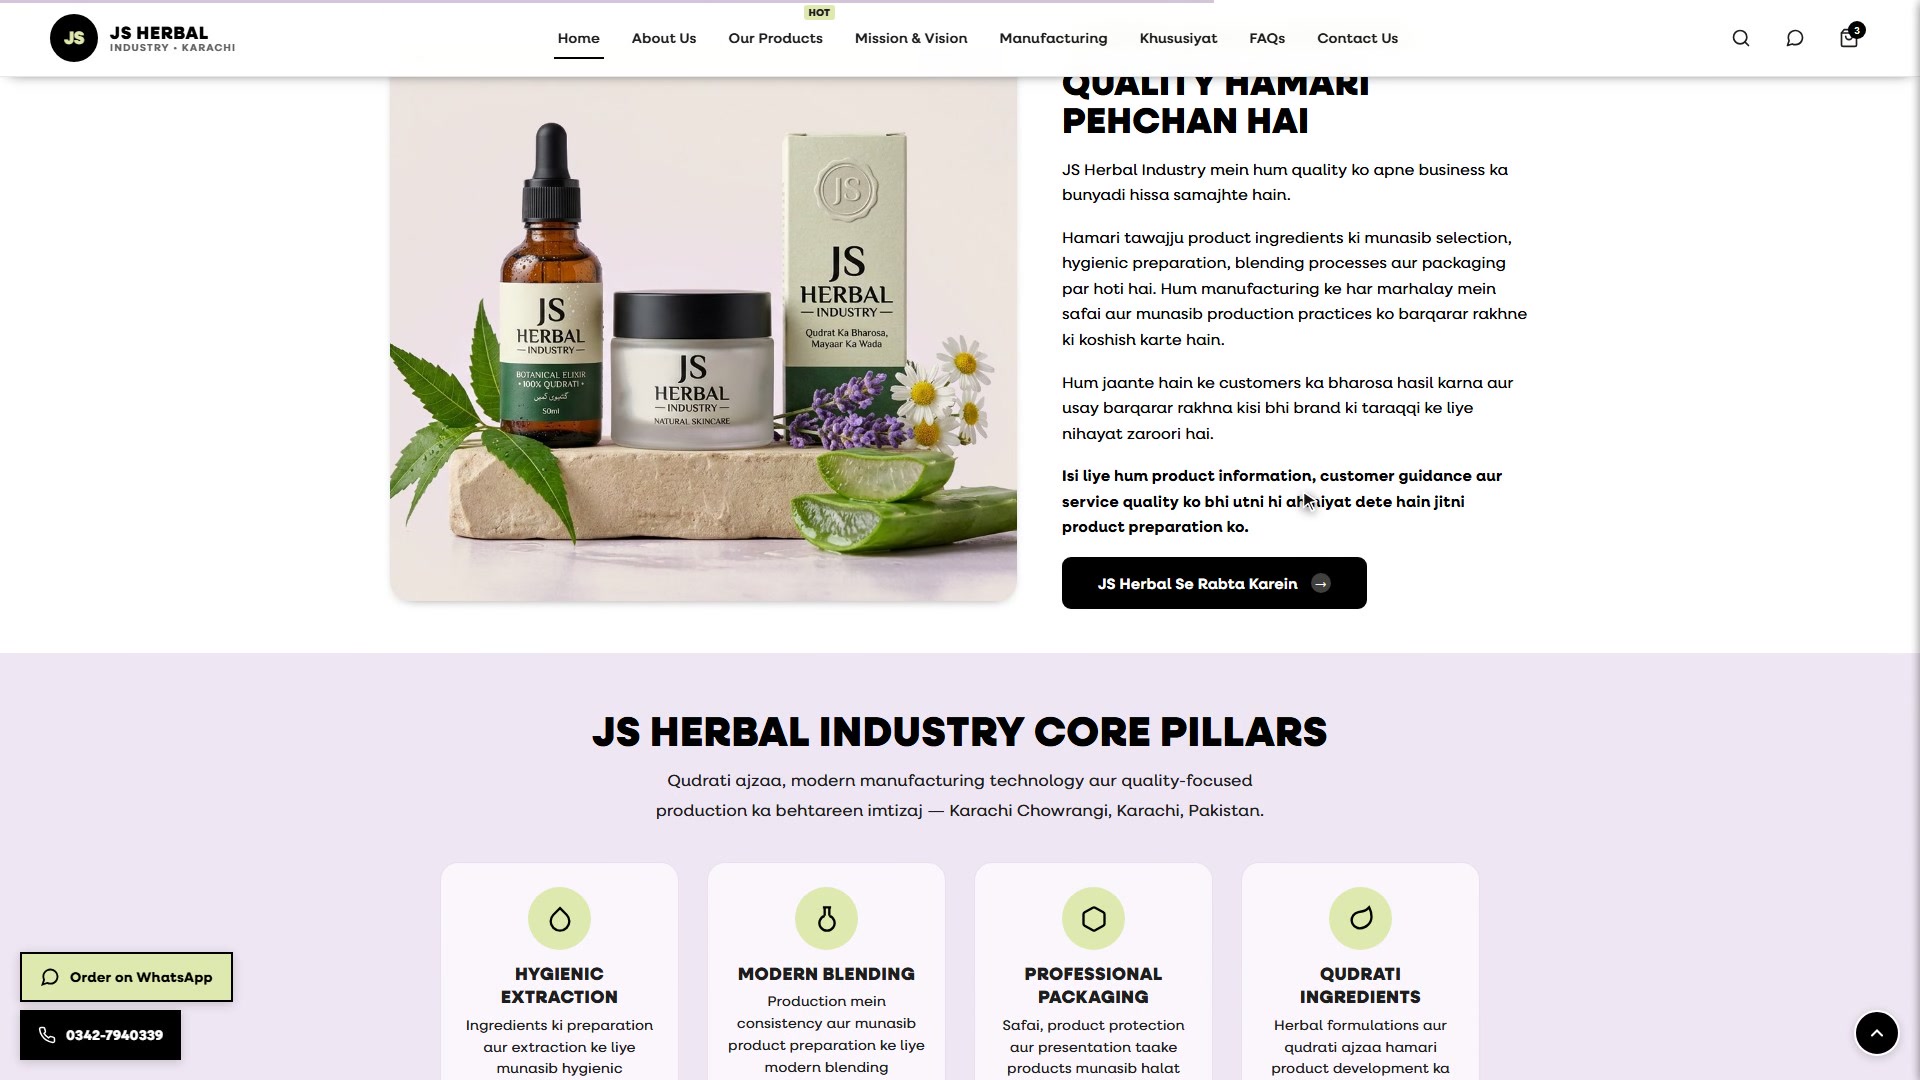 HOT
JS
JS HERBAL
INDUSTRY • KARACHI
Home
About Us
Our Products
Mission & Vision
Manufacturing
Khususiyat
FAQs
Contact Us
3
QUALITY HAMARI
PEHCHAN HAI
JS Herbal Industry mein hum quality ko apne business ka
bunyadi hissa samajhte hain.
Hamari tawajju product ingredients ki munasib selection,
hygienic preparation, blending processes aur packaging
par hoti hai. Hum manufacturing ke har marhalay mein
safai aur munasib production practices ko barqarar rakhne
ki koshish karte hain.
Hum jaante hain ke customers ka bharosa hasil karna aur
usay barqarar rakhna kisi bhi brand ki taraqqi ke liye
nihayat zaroori hai.
Isi liye hum product information, customer guidance aur
service quality ko bhi utni hi ahmiyat dete hain jitni
product preparation ko.
JS Herbal Se Rabta Karein →
JS
HERBAL
INDUSTRY
BOTANICAL ELIXIR
• 100% QUDRATI •
50ml
JS
HERBAL
INDUSTRY
NATURAL SKINCARE
JS
JS
HERBAL
INDUSTRY
Qudrat Ka Bharosa,
Mayaar Ka Wada
JS HERBAL INDUSTRY CORE PILLARS
Qudrati ajzaa, modern manufacturing technology aur quality-focused
production ka behtareen imtizaj — Karachi Chowrangi, Karachi, Pakistan.
HYGIENIC
EXTRACTION
Ingredients ki preparation
aur extraction ke liye
munasib hygienic
MODERN BLENDING
Production mein
consistency aur munasib
product preparation ke liye
modern blending
PROFESSIONAL
PACKAGING
Safai, product protection
aur presentation taake
products munasib halat
QUDRATI
INGREDIENTS
Herbal formulations aur
qudrati ajzaa hamari
product development ka
Order on WhatsApp
0342-7940339